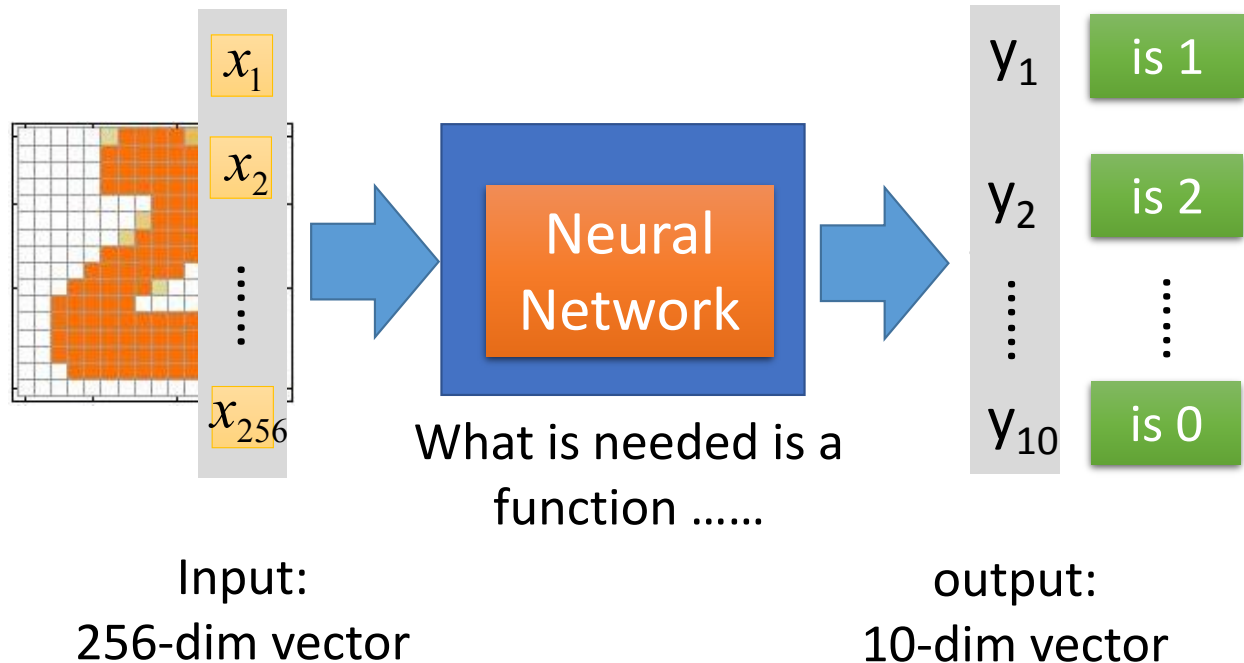 x₁
x₂
⋮
x₂₅₆
Neural
Network
What is needed is a
function ……
y₁
is 1
y₂
is 2
⋮
⋮
y₁₀
is 0
Input:
256-dim vector
output:
10-dim vector